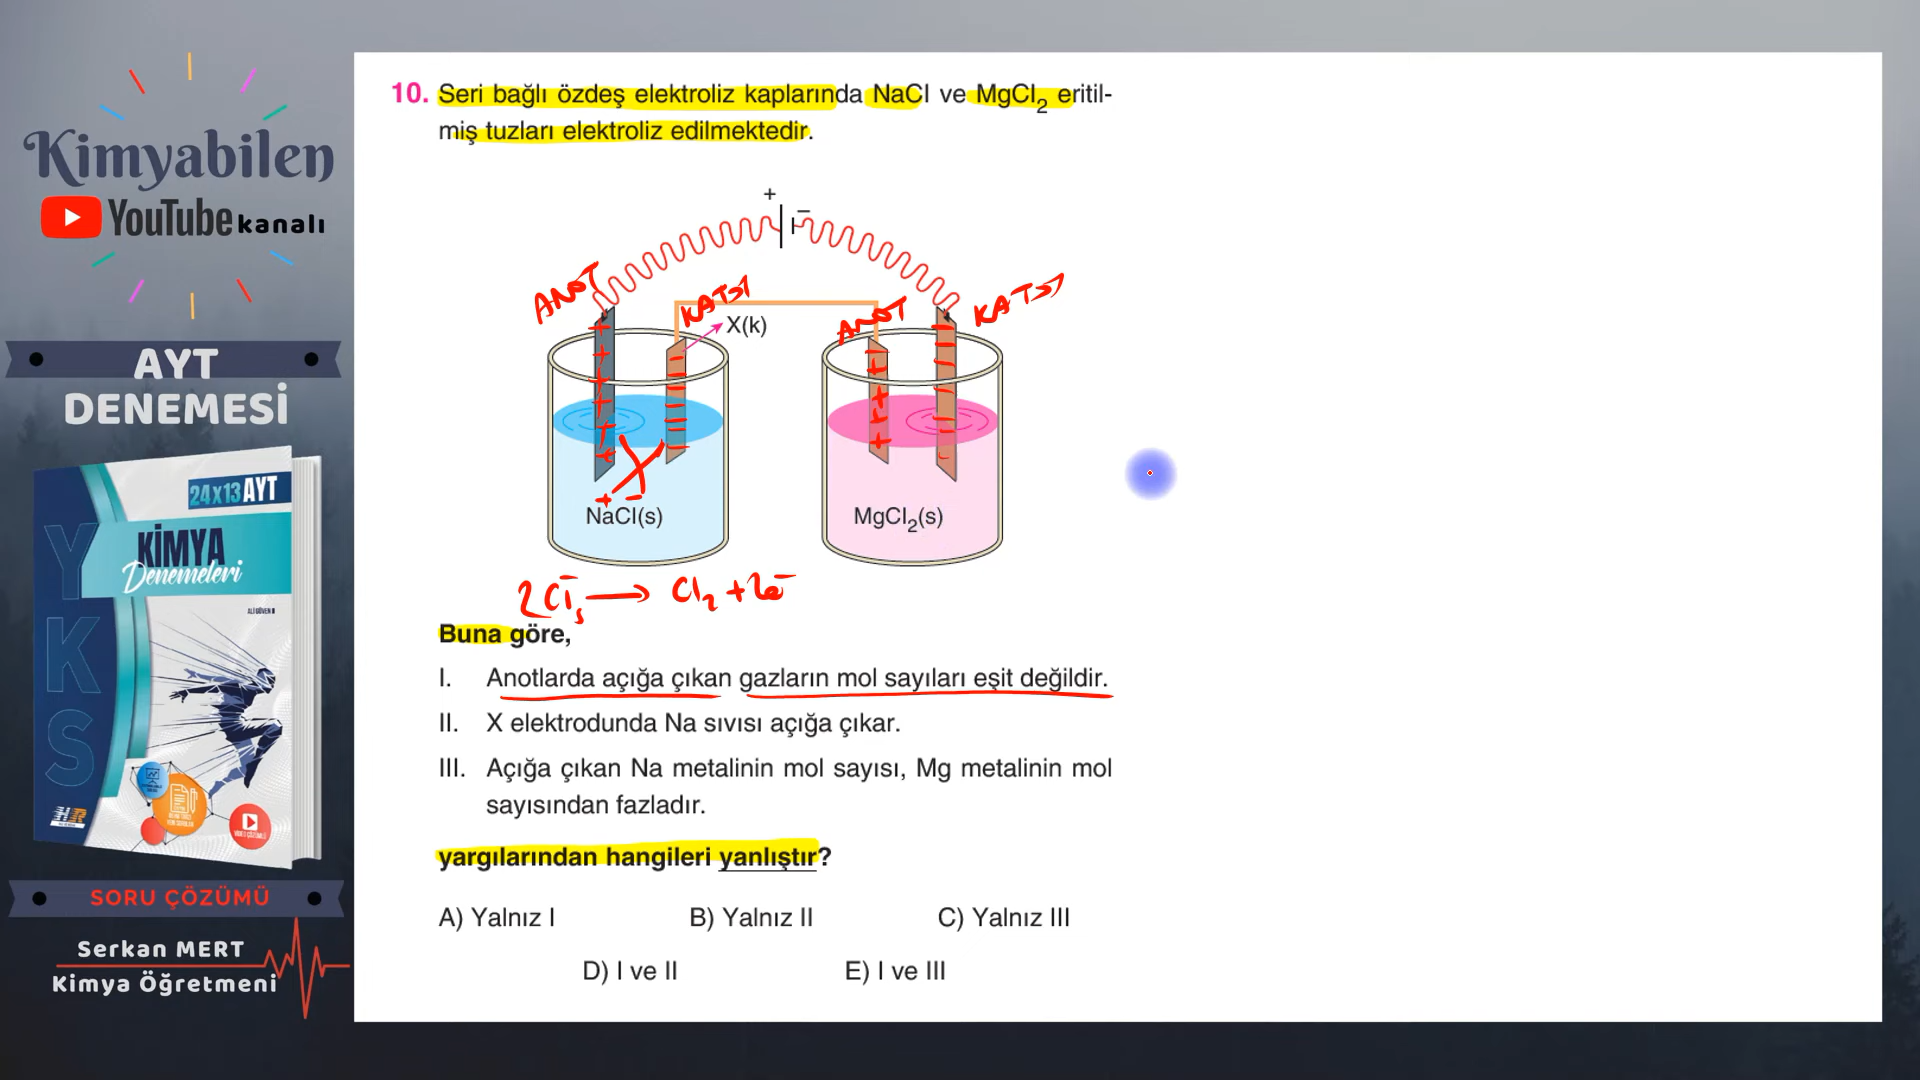 Kimyabilen
YouTube kanalı
AYT
DENEMESİ
24x13 AYT
KİMYA
Denemeleri
ALİ GÜVEN
YKS
SORU ÇÖZÜMÜ
Serkan MERT
Kimya Öğretmeni
10. Seri bağlı özdeş elektroliz kaplarında NaCl ve MgCl2 eritil-
miş tuzları elektroliz edilmektedir.
+ −
ANOT KATOT ANOT KATOT
X(k)
+ −
NaCl(s) MgCl2(s)
2Cl⁻s → Cl2 + 2e⁻
Buna göre,
I. Anotlarda açığa çıkan gazların mol sayıları eşit değildir.
II. X elektrodunda Na sıvısı açığa çıkar.
III. Açığa çıkan Na metalinin mol sayısı, Mg metalinin mol
sayısından fazladır.
yargılarından hangileri yanlıştır?
A) Yalnız I B) Yalnız II C) Yalnız III
D) I ve II E) I ve III